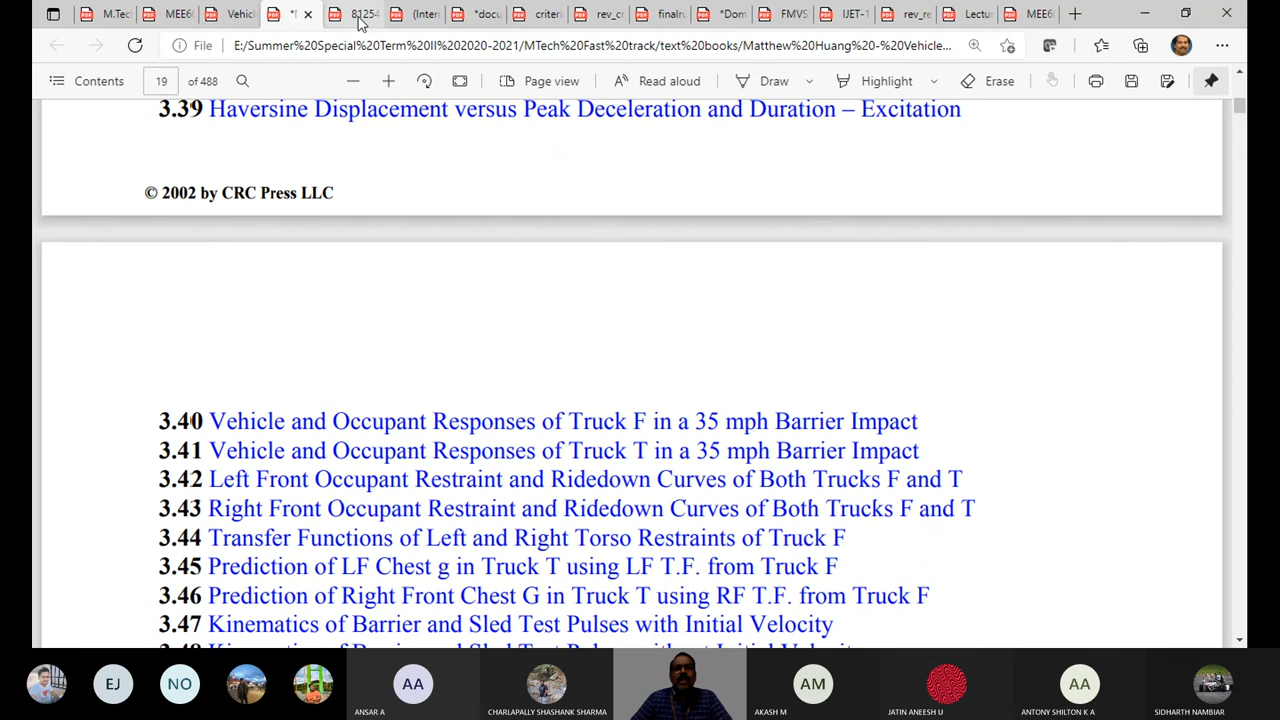 M.Tec
MEE6
Vehicl
*I
81254
(Inter
*docu
criteri
rev_cr
finalru
*Dom
FMVS
IJET-1
rev_re
Lectu
MEE6
File
E:/Summer%20Special%20Term%20II%202020-2021/MTech%20Fast%20track/text%20books/Matthew%20Huang%20-%20Vehicle...
Contents
19 of 488
Page view
Read aloud
Draw
Highlight
Erase
3.39 Haversine Displacement versus Peak Deceleration and Duration – Excitation
© 2002 by CRC Press LLC
3.40 Vehicle and Occupant Responses of Truck F in a 35 mph Barrier Impact
3.41 Vehicle and Occupant Responses of Truck T in a 35 mph Barrier Impact
3.42 Left Front Occupant Restraint and Ridedown Curves of Both Trucks F and T
3.43 Right Front Occupant Restraint and Ridedown Curves of Both Trucks F and T
3.44 Transfer Functions of Left and Right Torso Restraints of Truck F
3.45 Prediction of LF Chest g in Truck T using LF T.F. from Truck F
3.46 Prediction of Right Front Chest G in Truck T using RF T.F. from Truck F
3.47 Kinematics of Barrier and Sled Test Pulses with Initial Velocity
EJ
NO
AA
AM
AA
ANSAR A
CHARLAPALLY SHASHANK SHARMA
AKASH M
JATIN ANEESH U
ANTONY SHILTON K A
SIDHARTH NAMBIAR